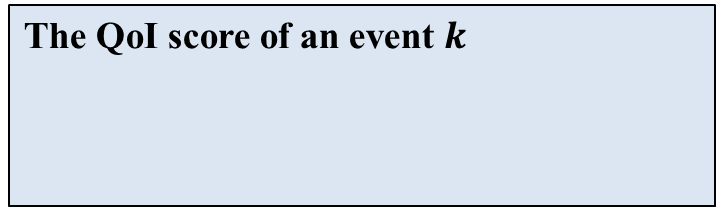 The QoI score of an event k